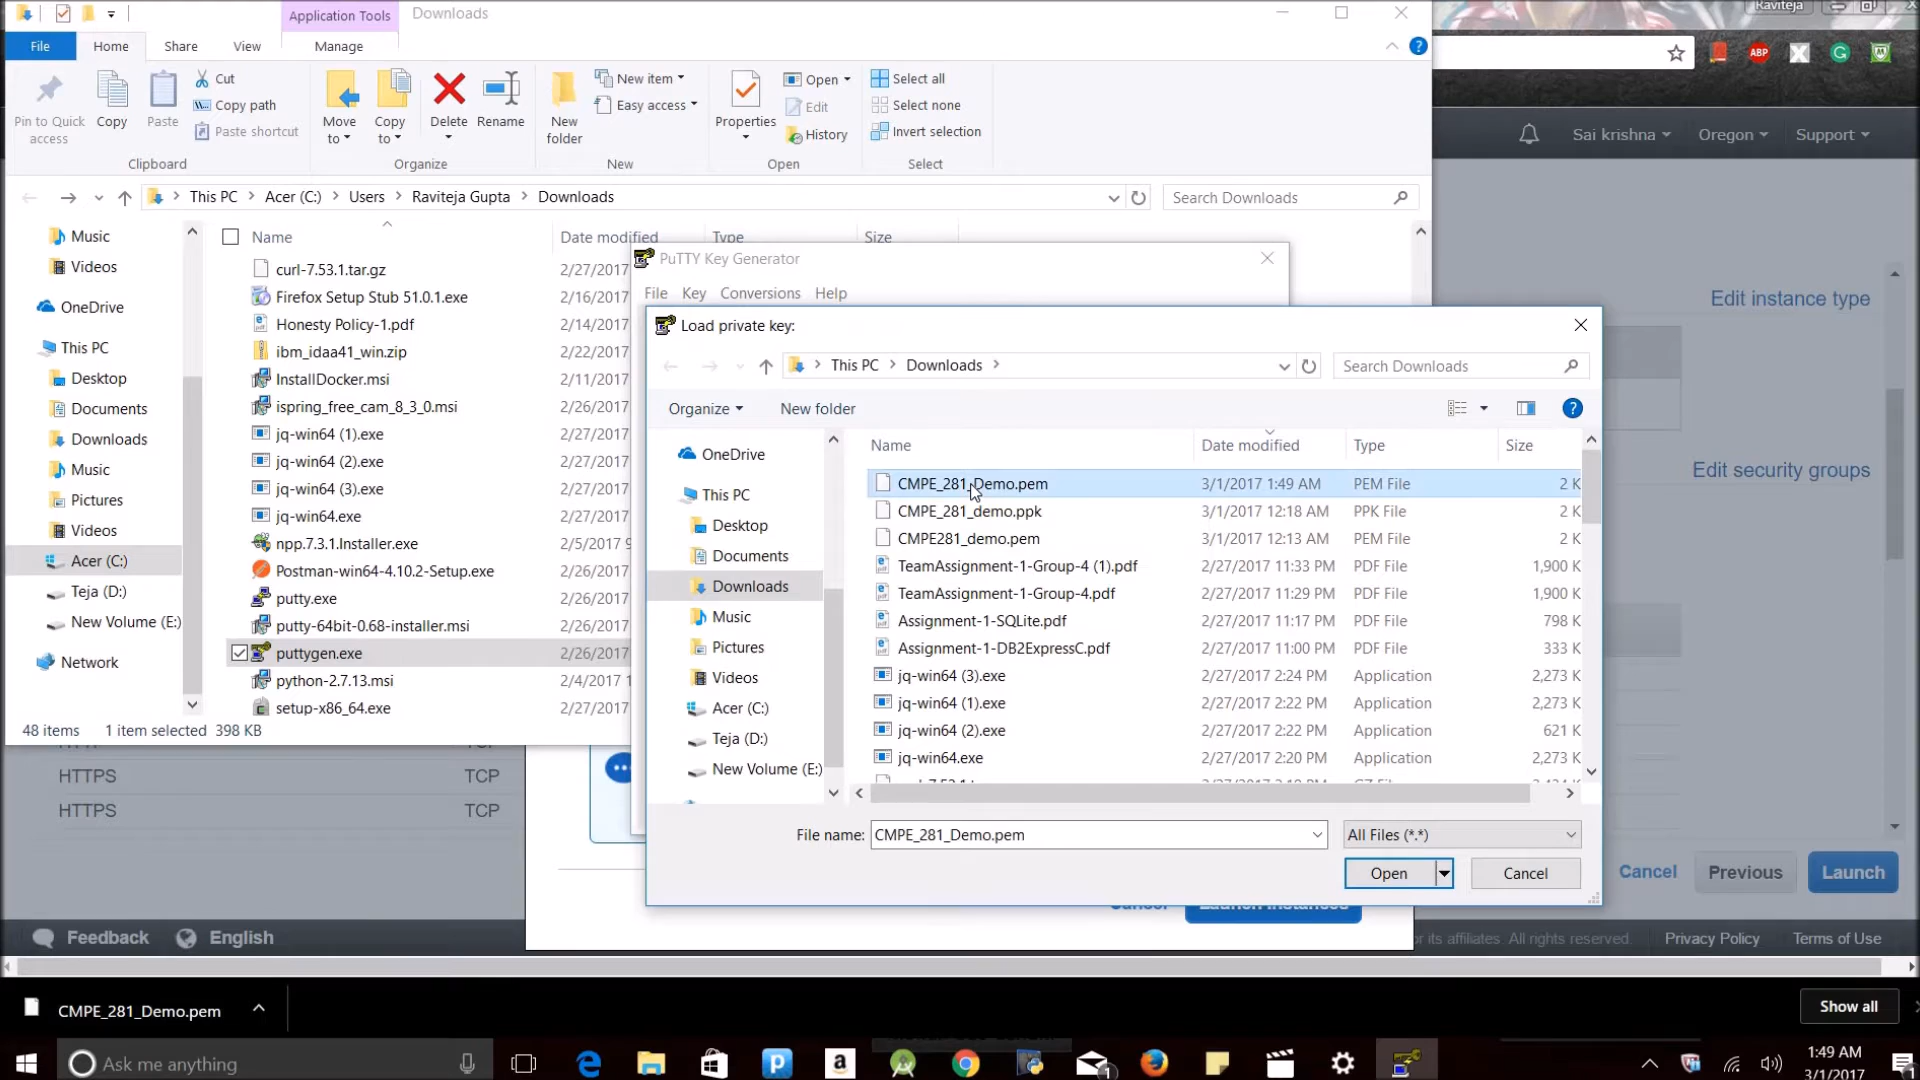 Application Tools
Downloads
Raviteja
File
Home
Share
View
Manage
Pin to Quick access
Copy
Paste
Cut
Copy path
Paste shortcut
Clipboard
Move to
Copy to
Delete
Rename
Organize
New folder
New item
Easy access
New
Properties
Open
Edit
History
Open
Select all
Select none
Invert selection
Select
ABP
Sai krishna
Oregon
Support
This PC > Acer (C:) > Users > Raviteja Gupta > Downloads
Search Downloads
Name
Date modified
Type
Size
Music
Videos
OneDrive
This PC
Desktop
Documents
Downloads
Music
Pictures
Videos
Acer (C:)
Teja (D:)
New Volume (E:)
Network
curl-7.53.1.tar.gz 2/27/2017
Firefox Setup Stub 51.0.1.exe 2/16/2017
Honesty Policy-1.pdf 2/14/2017
ibm_idaa41_win.zip 2/22/2017
InstallDocker.msi 2/11/2017
ispring_free_cam_8_3_0.msi 2/26/2017
jq-win64 (1).exe 2/27/2017
jq-win64 (2).exe 2/27/2017
jq-win64 (3).exe 2/27/2017
jq-win64.exe 2/27/2017
npp.7.3.1.Installer.exe 2/5/2017 9
Postman-win64-4.10.2-Setup.exe 2/26/2017
putty.exe 2/26/2017
putty-64bit-0.68-installer.msi 2/26/2017
puttygen.exe 2/26/2017
python-2.7.13.msi 2/4/2017 1
setup-x86_64.exe 2/27/2017
48 items 1 item selected 398 KB
PuTTY Key Generator
File Key Conversions Help
Load private key:
This PC > Downloads >
Search Downloads
Organize
New folder
OneDrive
This PC
Desktop
Documents
Downloads
Music
Pictures
Videos
Acer (C:)
Teja (D:)
New Volume (E:)
Name Date modified Type Size
CMPE_281_Demo.pem 3/1/2017 1:49 AM PEM File 2 K
CMPE_281_demo.ppk 3/1/2017 12:18 AM PPK File 2 K
CMPE281_demo.pem 3/1/2017 12:13 AM PEM File 2 K
TeamAssignment-1-Group-4 (1).pdf 2/27/2017 11:33 PM PDF File 1,900 K
TeamAssignment-1-Group-4.pdf 2/27/2017 11:29 PM PDF File 1,900 K
Assignment-1-SQLite.pdf 2/27/2017 11:17 PM PDF File 798 K
Assignment-1-DB2ExpressC.pdf 2/27/2017 11:00 PM PDF File 333 K
jq-win64 (3).exe 2/27/2017 2:24 PM Application 2,273 K
jq-win64 (1).exe 2/27/2017 2:22 PM Application 2,273 K
jq-win64 (2).exe 2/27/2017 2:22 PM Application 621 K
jq-win64.exe 2/27/2017 2:18 PM Application 2,273 K
File name: CMPE_281_Demo.pem
All Files (*.*)
Open
Cancel
Edit instance type
Edit security groups
HTTPS TCP
HTTPS TCP
Cancel
Previous
Launch
Feedback
English
or its affiliates. All rights reserved.
Privacy Policy
Terms of Use
CMPE_281_Demo.pem
Show all
Ask me anything
1:49 AM
3/1/2017